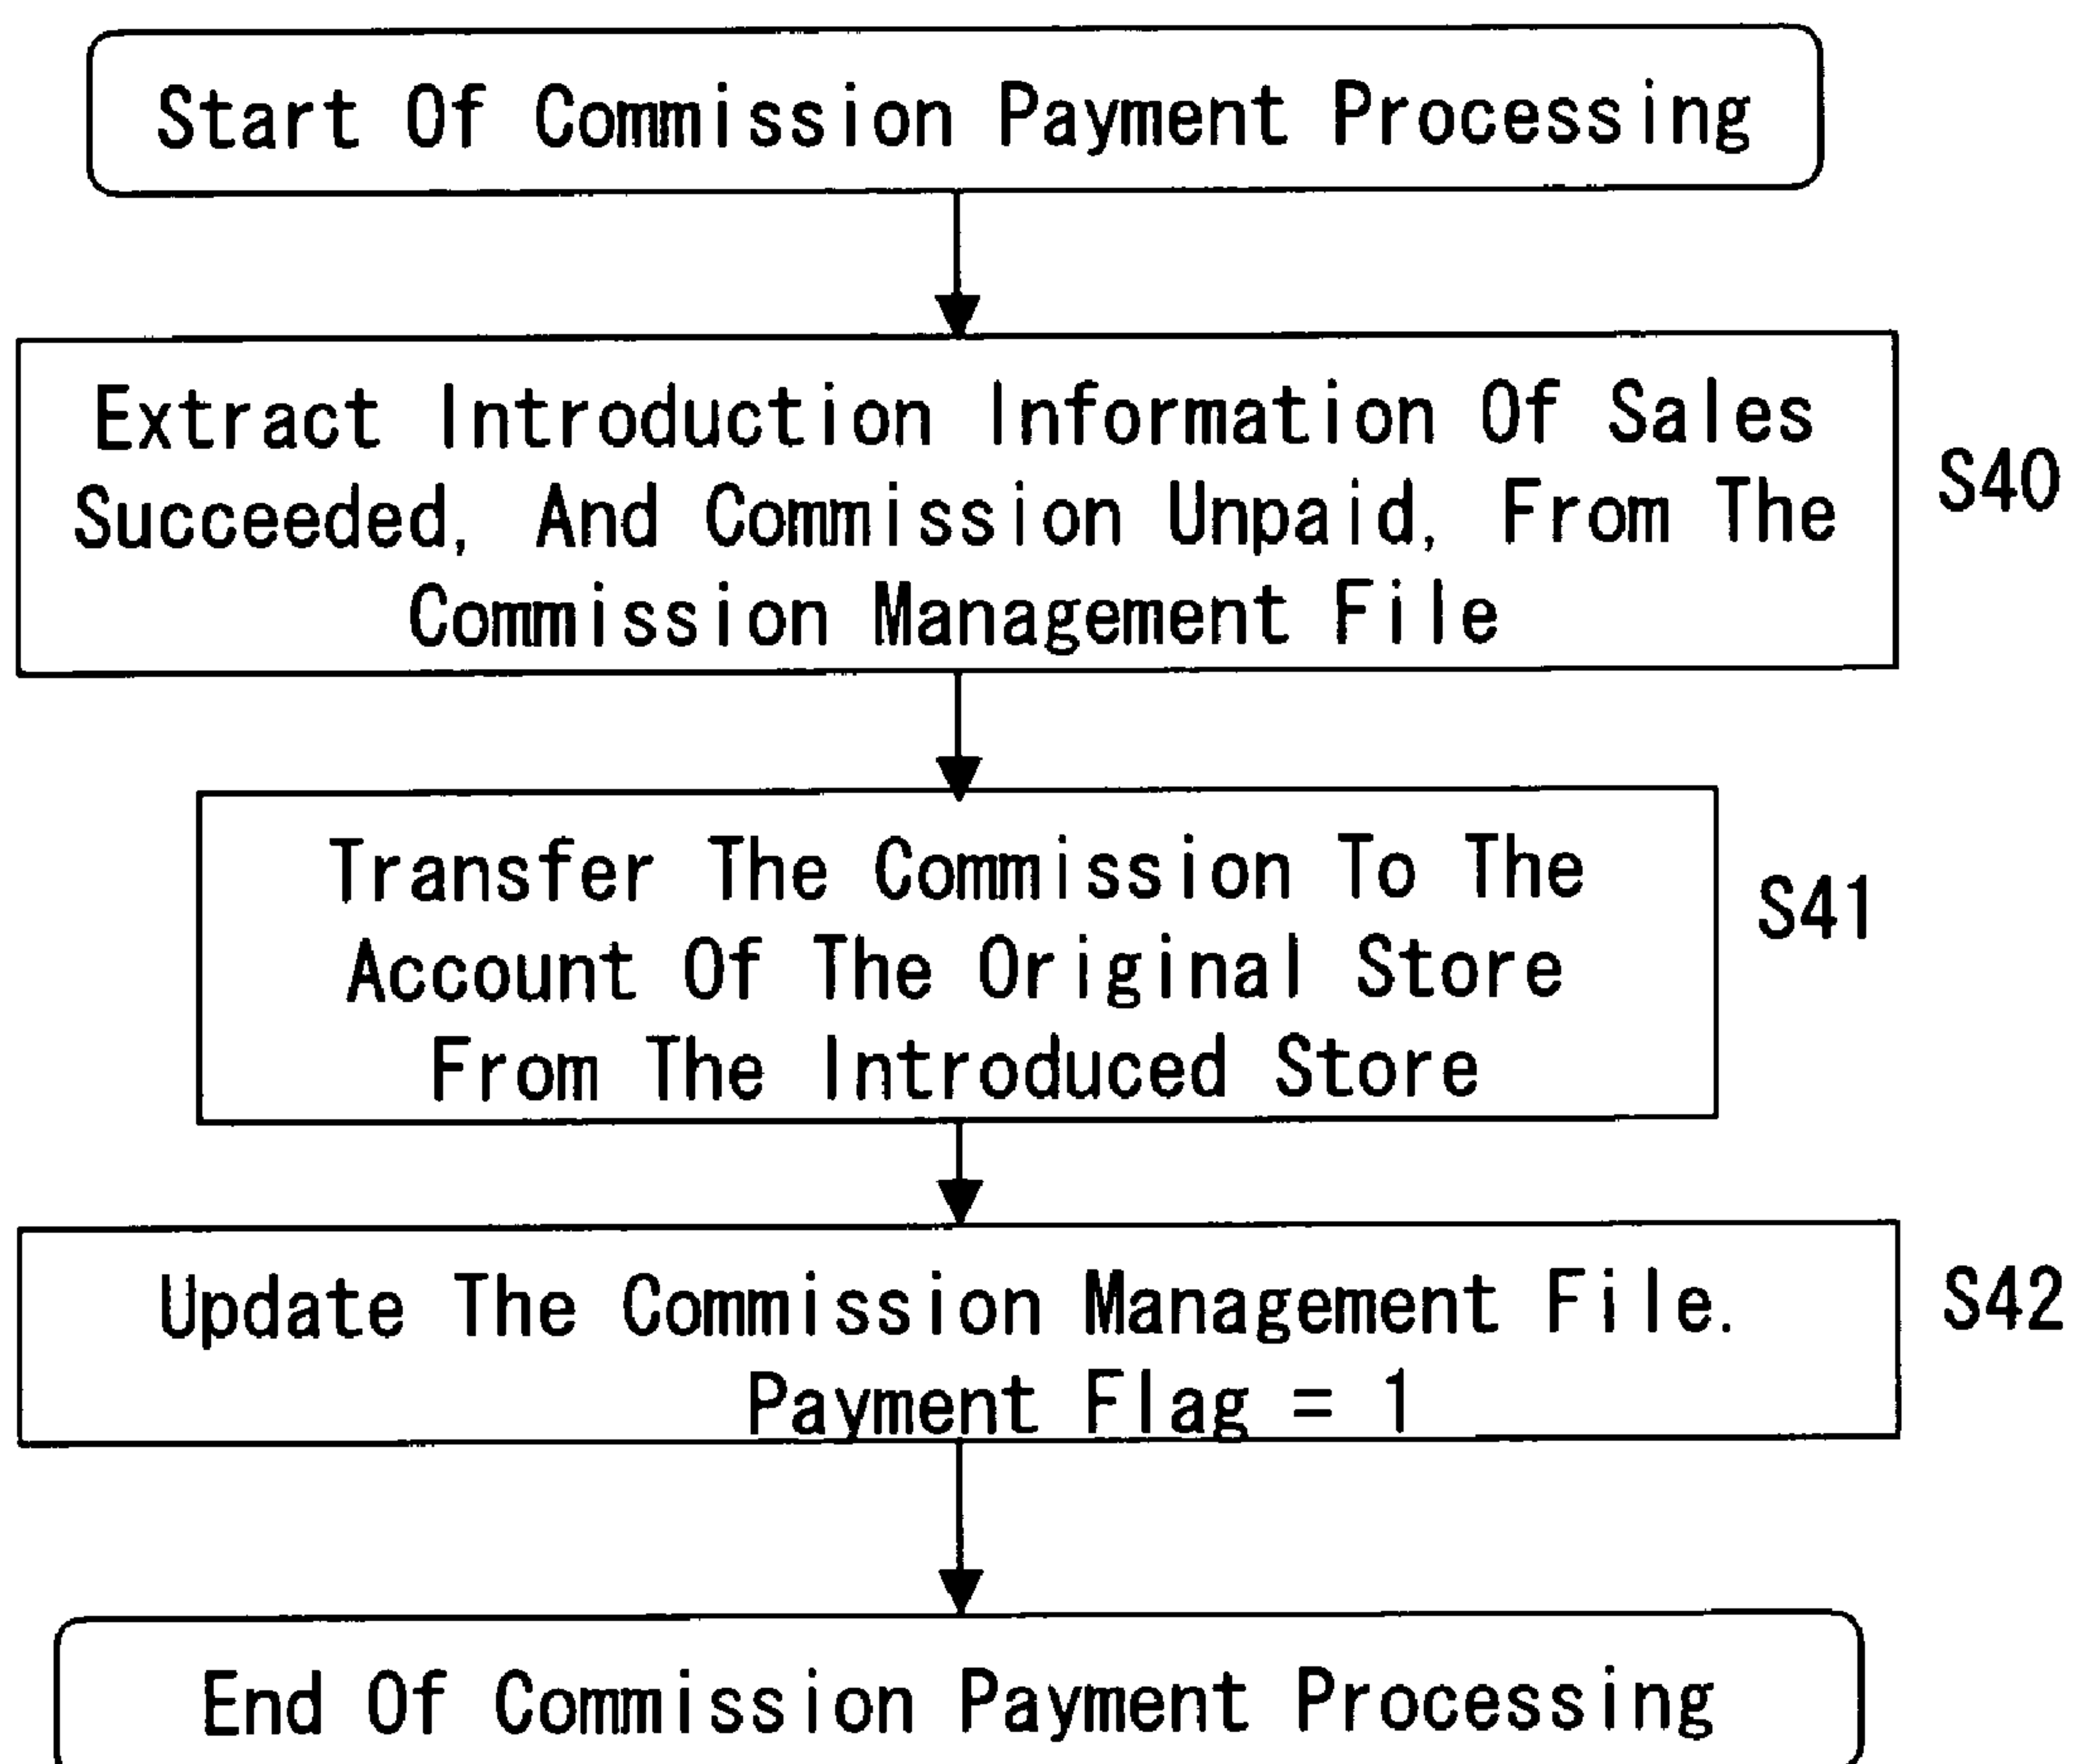 Start Of Commission Payment Processing
Extract Introduction Information Of Sales
Succeeded, And Commission Unpaid, From The
Commission Management File
S40
Transfer The Commission To The
Account Of The Original Store
From The Introduced Store
S41
Update The Commission Management File.
Payment Flag = 1
S42
End Of Commission Payment Processing